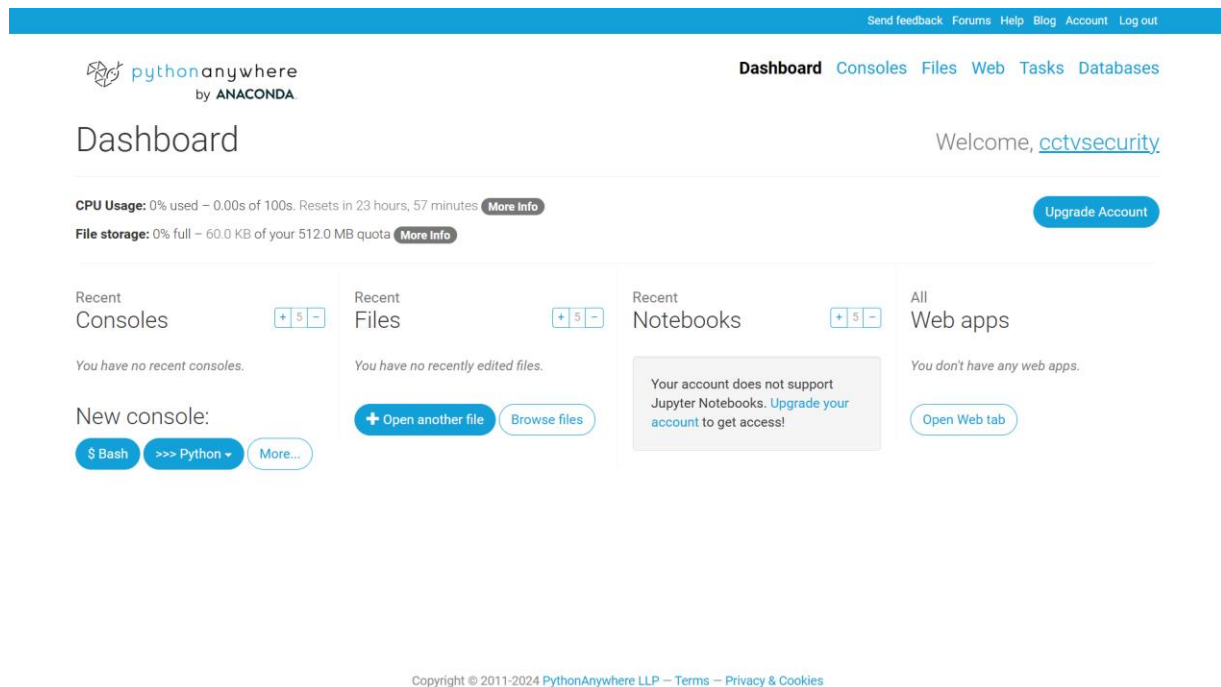 Send feedback Forums Help Blog Account Log out
pythonanywhere
by ANACONDA.
Dashboard Consoles Files Web Tasks Databases
Dashboard
Welcome, cctvsecurity
CPU Usage: 0% used – 0.00s of 100s. Resets in 23 hours, 57 minutes More Info
File storage: 0% full – 60.0 KB of your 512.0 MB quota More Info
Upgrade Account
Recent
Consoles
+ 5 –
You have no recent consoles.
New console:
$ Bash >>> Python More...
Recent
Files
+ 5 –
You have no recently edited files.
+ Open another file Browse files
Recent
Notebooks
+ 5 –
Your account does not support
Jupyter Notebooks. Upgrade your
account to get access!
All
Web apps
You don't have any web apps.
Open Web tab
Copyright © 2011-2024 PythonAnywhere LLP — Terms — Privacy & Cookies